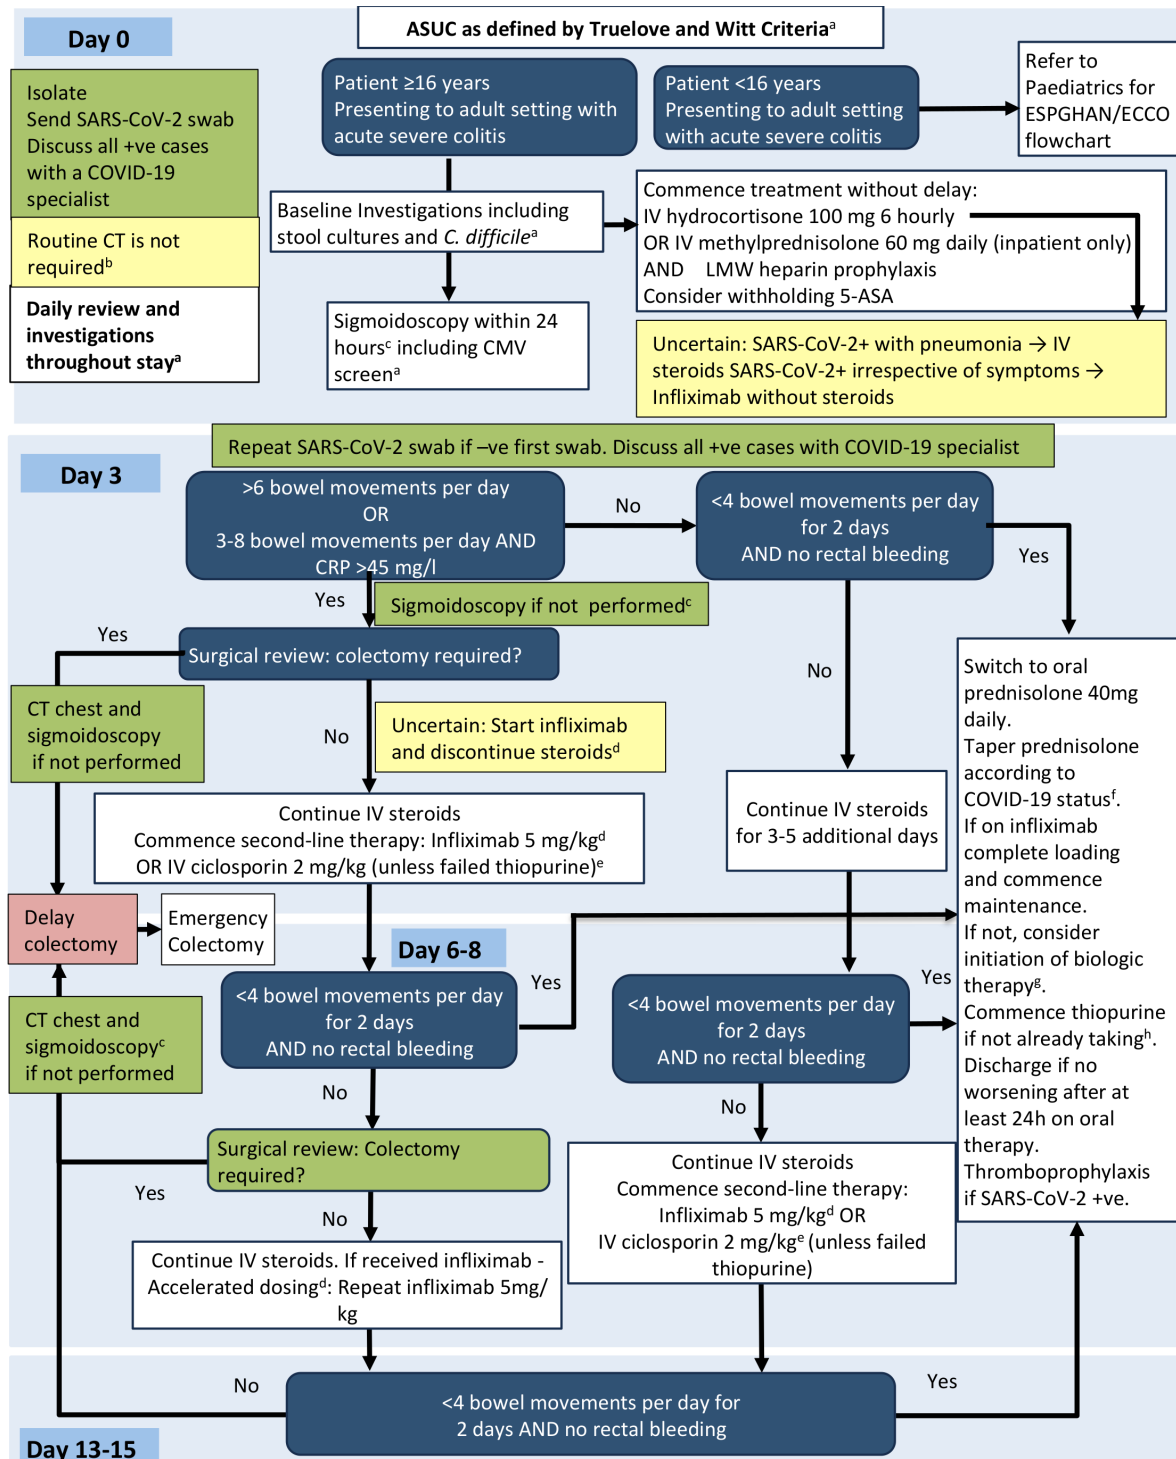 Day 0
ASUC as defined by Truelove and Witt Criteriaᵃ
Isolate
Send SARS-CoV-2 swab
Discuss all +ve cases
with a COVID-19
specialist
Routine CT is not
requiredᵇ
Daily review and
investigations
throughout stayᵃ
Patient ≥16 years
Presenting to adult setting with
acute severe colitis
Patient <16 years
Presenting to adult setting
with acute severe colitis
Refer to
Paediatrics for
ESPGHAN/ECCO
flowchart
Baseline Investigations including
stool cultures and C. difficileᵃ
Commence treatment without delay:
IV hydrocortisone 100 mg 6 hourly
OR IV methylprednisolone 60 mg daily (inpatient only)
AND LMW heparin prophylaxis
Consider withholding 5-ASA
Sigmoidoscopy within 24
hoursᶜ including CMV
screenᵃ
Uncertain: SARS-CoV-2+ with pneumonia → IV
steroids SARS-CoV-2+ irrespective of symptoms →
Infliximab without steroids
Day 3
Repeat SARS-CoV-2 swab if –ve first swab. Discuss all +ve cases with COVID-19 specialist
>6 bowel movements per day
OR
3-8 bowel movements per day AND
CRP >45 mg/l
No
<4 bowel movements per day
for 2 days
AND no rectal bleeding
Yes
Yes
Sigmoidoscopy if not performedᶜ
Yes
Surgical review: colectomy required?
No
CT chest and
sigmoidoscopy
if not performed
No
Uncertain: Start infliximab
and discontinue steroidsᵈ
Continue IV steroids
Commence second-line therapy: Infliximab 5 mg/kgᵈ
OR IV ciclosporin 2 mg/kg (unless failed thiopurine)ᵉ
Continue IV steroids
for 3-5 additional days
Switch to oral
prednisolone 40mg
daily.
Taper prednisolone
according to
COVID-19 statusᶠ.
If on infliximab
complete loading
and commence
maintenance.
If not, consider
initiation of biologic
therapyᵍ.
Commence thiopurine
if not already takingʰ.
Discharge if no
worsening after at
least 24h on oral
therapy.
Thromboprophylaxis
if SARS-CoV-2 +ve.
Delay
colectomy
Emergency
Colectomy
Day 6-8
<4 bowel movements per day
for 2 days
AND no rectal bleeding
Yes
<4 bowel movements per day
for 2 days
AND no rectal bleeding
Yes
CT chest and
sigmoidoscopyᶜ
if not performed
No
No
Surgical review: Colectomy
required?
Yes
No
Continue IV steroids
Commence second-line therapy:
Infliximab 5 mg/kgᵈ OR
IV ciclosporin 2 mg/kgᵉ (unless failed
thiopurine)
Continue IV steroids. If received infliximab -
Accelerated dosingᵈ: Repeat infliximab 5mg/
kg
No
<4 bowel movements per day for
2 days AND no rectal bleeding
Yes
Day 13-15